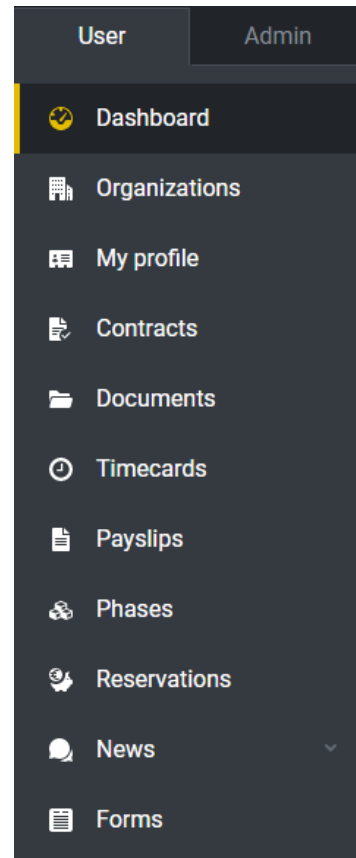 User Admin
Dashboard
Organizations
My profile
Contracts
Documents
Timecards
Payslips
Phases
Reservations
News
Forms